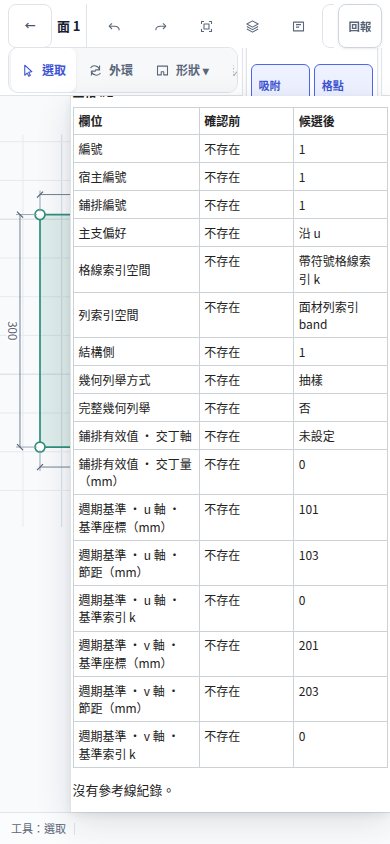 ← 面 1 回報
選取 外環 形狀 ▾ 吸附 格點
欄位 確認前 候選後
編號 不存在 1
宿主編號 不存在 1
鋪排編號 不存在 1
主支偏好 不存在 沿 u
格線索引空間 不存在 帶符號格線索
引 k
列索引空間 不存在 面材列索引
band
結構側 不存在 1
幾何列舉方式 不存在 抽樣
完整幾何列舉 不存在 否
鋪排有效值 · 交丁軸 不存在 未設定
鋪排有效值 · 交丁量 不存在 0
（mm）
週期基準 · u 軸 · 不存在 101
基準座標（mm）
週期基準 · u 軸 · 不存在 103
節距（mm）
週期基準 · u 軸 · 不存在 0
基準索引 k
週期基準 · v 軸 · 不存在 201
基準座標（mm）
週期基準 · v 軸 · 不存在 203
節距（mm）
週期基準 · v 軸 · 不存在 0
基準索引 k
沒有參考線紀錄。
300
工具：選取